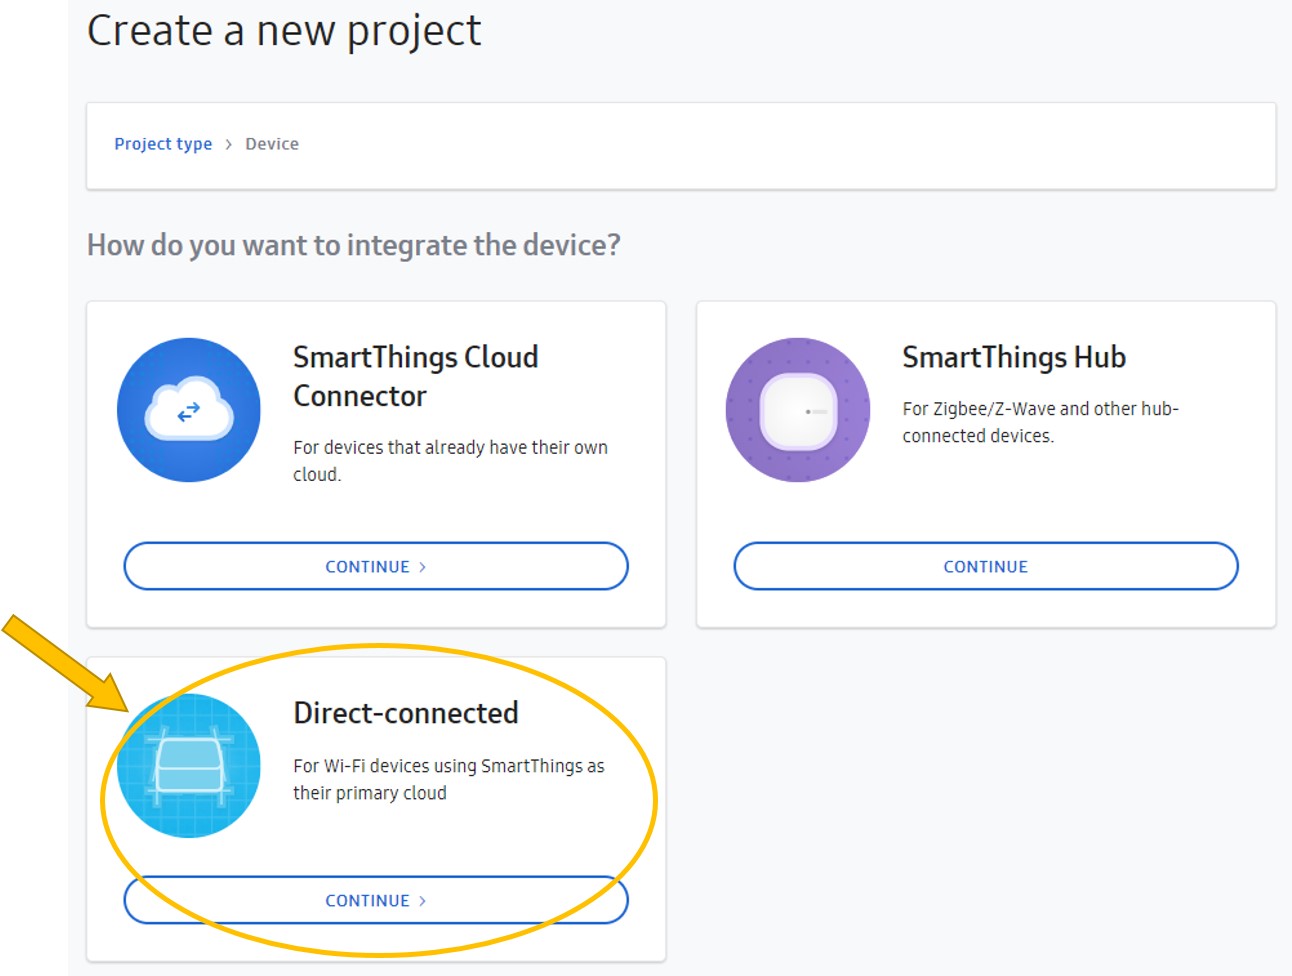 Create a new project
Project type > Device
How do you want to integrate the device?
SmartThings Cloud
Connector
For devices that already have their own
cloud.
CONTINUE >
SmartThings Hub
For Zigbee/Z-Wave and other hub-
connected devices.
CONTINUE
Direct-connected
For Wi-Fi devices using SmartThings as
their primary cloud
CONTINUE >